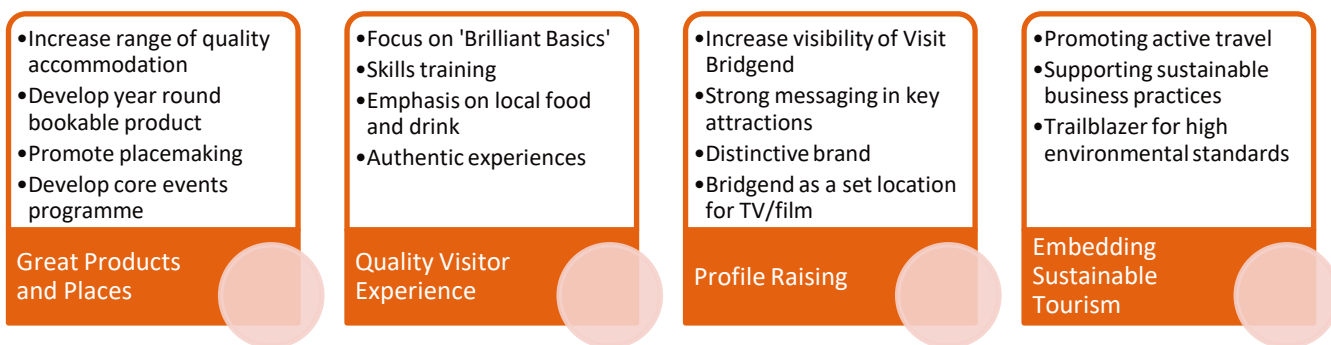 •Increase range of quality
accommodation
•Develop year round
bookable product
•Promote placemaking
•Develop core events
programme
Great Products
and Places
•Focus on 'Brilliant Basics'
•Skills training
•Emphasis on local food
and drink
•Authentic experiences
Quality Visitor
Experience
•Increase visibility of Visit
Bridgend
•Strong messaging in key
attractions
•Distinctive brand
•Bridgend as a set location
for TV/film
Profile Raising
•Promoting active travel
•Supporting sustainable
business practices
•Trailblazer for high
environmental standards
Embedding
Sustainable
Tourism